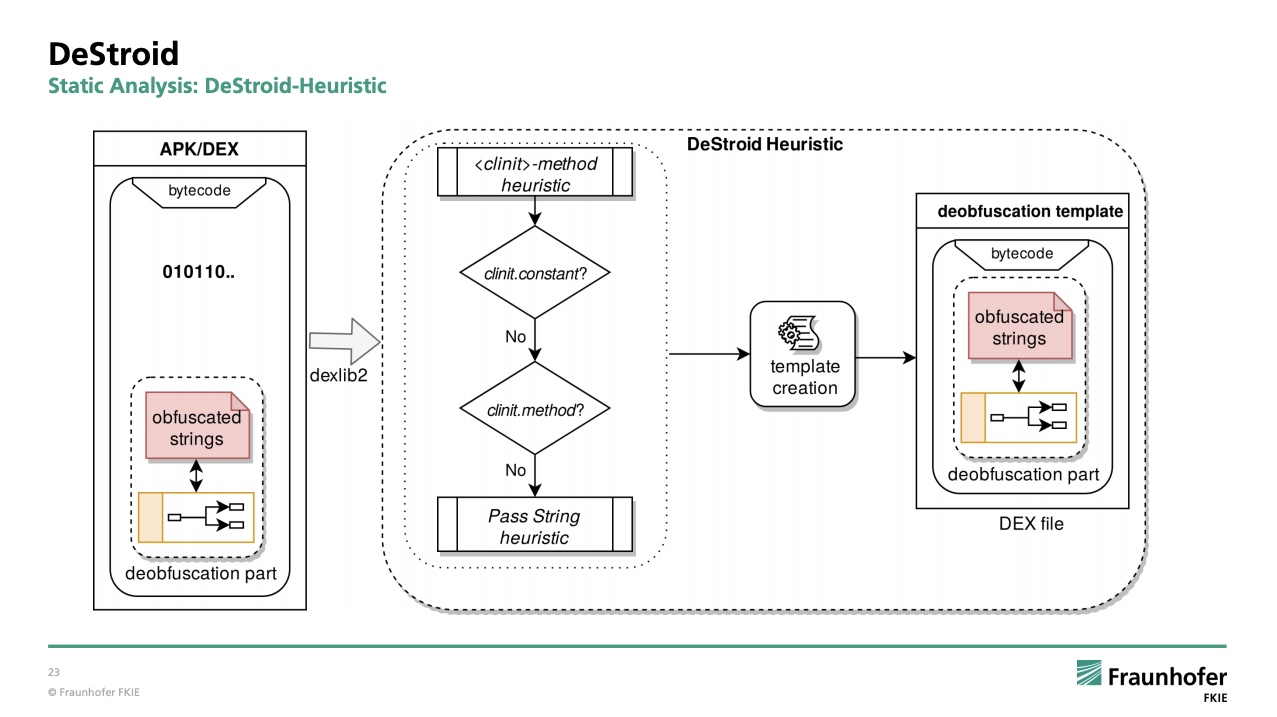 DeStroid
Static Analysis: DeStroid-Heuristic
APK/DEX
bytecode
010110..
obfuscated
strings
deobfuscation part
dexlib2
DeStroid Heuristic
<clinit>-method
heuristic
clinit.constant?
No
clinit.method?
No
Pass String
heuristic
template
creation
deobfuscation template
bytecode
obfuscated
strings
deobfuscation part
DEX file
23
© Fraunhofer FKIE
Fraunhofer
FKIE